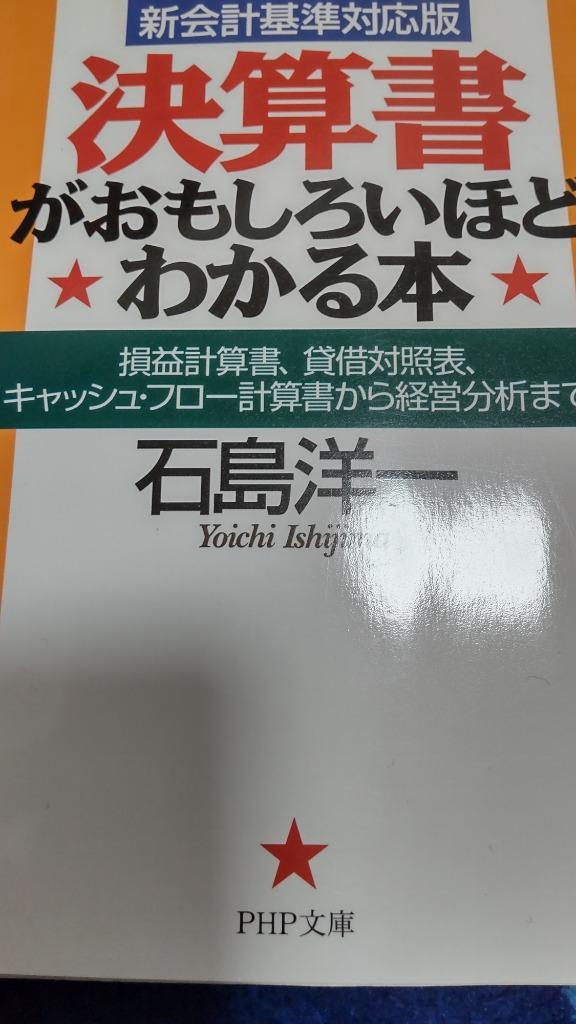 新会計基準対応版
決算書
がおもしろいほど
★わかる本★
損益計算書、貸借対照表、
キャッシュ・フロー計算書から経営分析まで
石島洋一
Yoichi Ishijima
★
PHP文庫